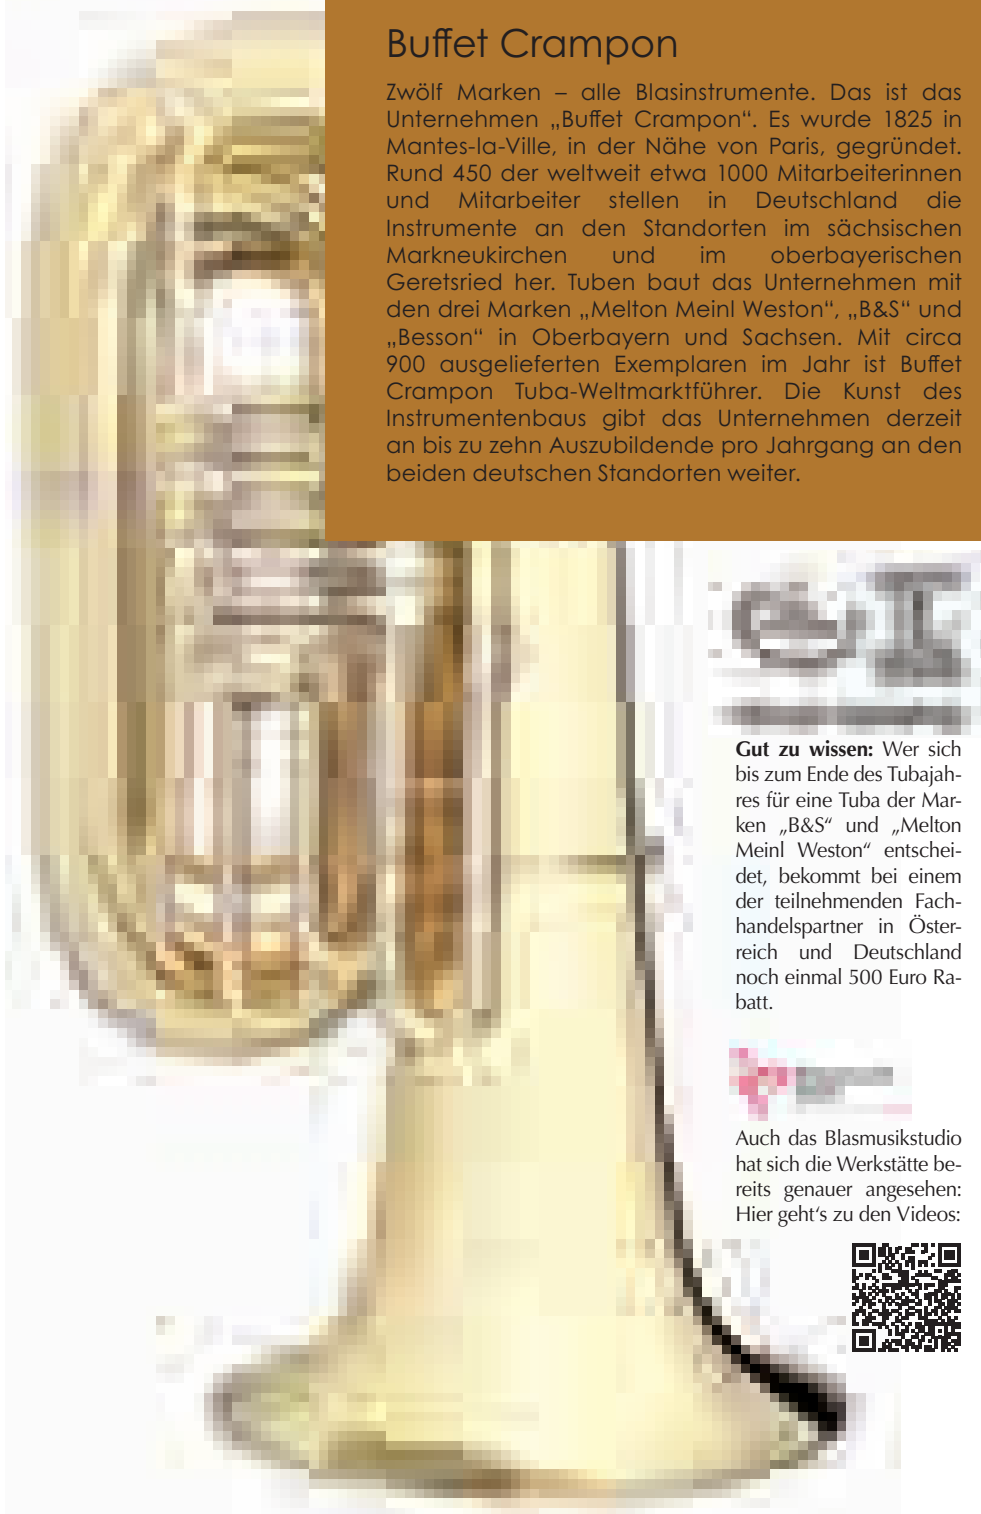 Buffet Crampon
Zwölf Marken – alle Blasinstrumente. Das ist das
Unternehmen „Buffet Crampon“. Es wurde 1825 in
Mantes-la-Ville, in der Nähe von Paris, gegründet.
Rund 450 der weltweit etwa 1000 Mitarbeiterinnen
und Mitarbeiter stellen in Deutschland die
Instrumente an den Standorten im sächsischen
Markneukirchen und im oberbayerischen
Geretsried her. Tuben baut das Unternehmen mit
den drei Marken „Melton Meinl Weston“, „B&S“ und
„Besson“ in Oberbayern und Sachsen. Mit circa
900 ausgelieferten Exemplaren im Jahr ist Buffet
Crampon Tuba-Weltmarktführer. Die Kunst des
Instrumentenbaus gibt das Unternehmen derzeit
an bis zu zehn Auszubildende pro Jahrgang an den
beiden deutschen Standorten weiter.
Gut zu wissen: Wer sich
bis zum Ende des Tubajah-
res für eine Tuba der Mar-
ken „B&S“ und „Melton
Meinl Weston“ entschei-
det, bekommt bei einem
der teilnehmenden Fach-
handelspartner in Öster-
reich und Deutschland
noch einmal 500 Euro Ra-
batt.
Auch das Blasmusikstudio
hat sich die Werkstätte be-
reits genauer angesehen:
Hier geht‘s zu den Videos: